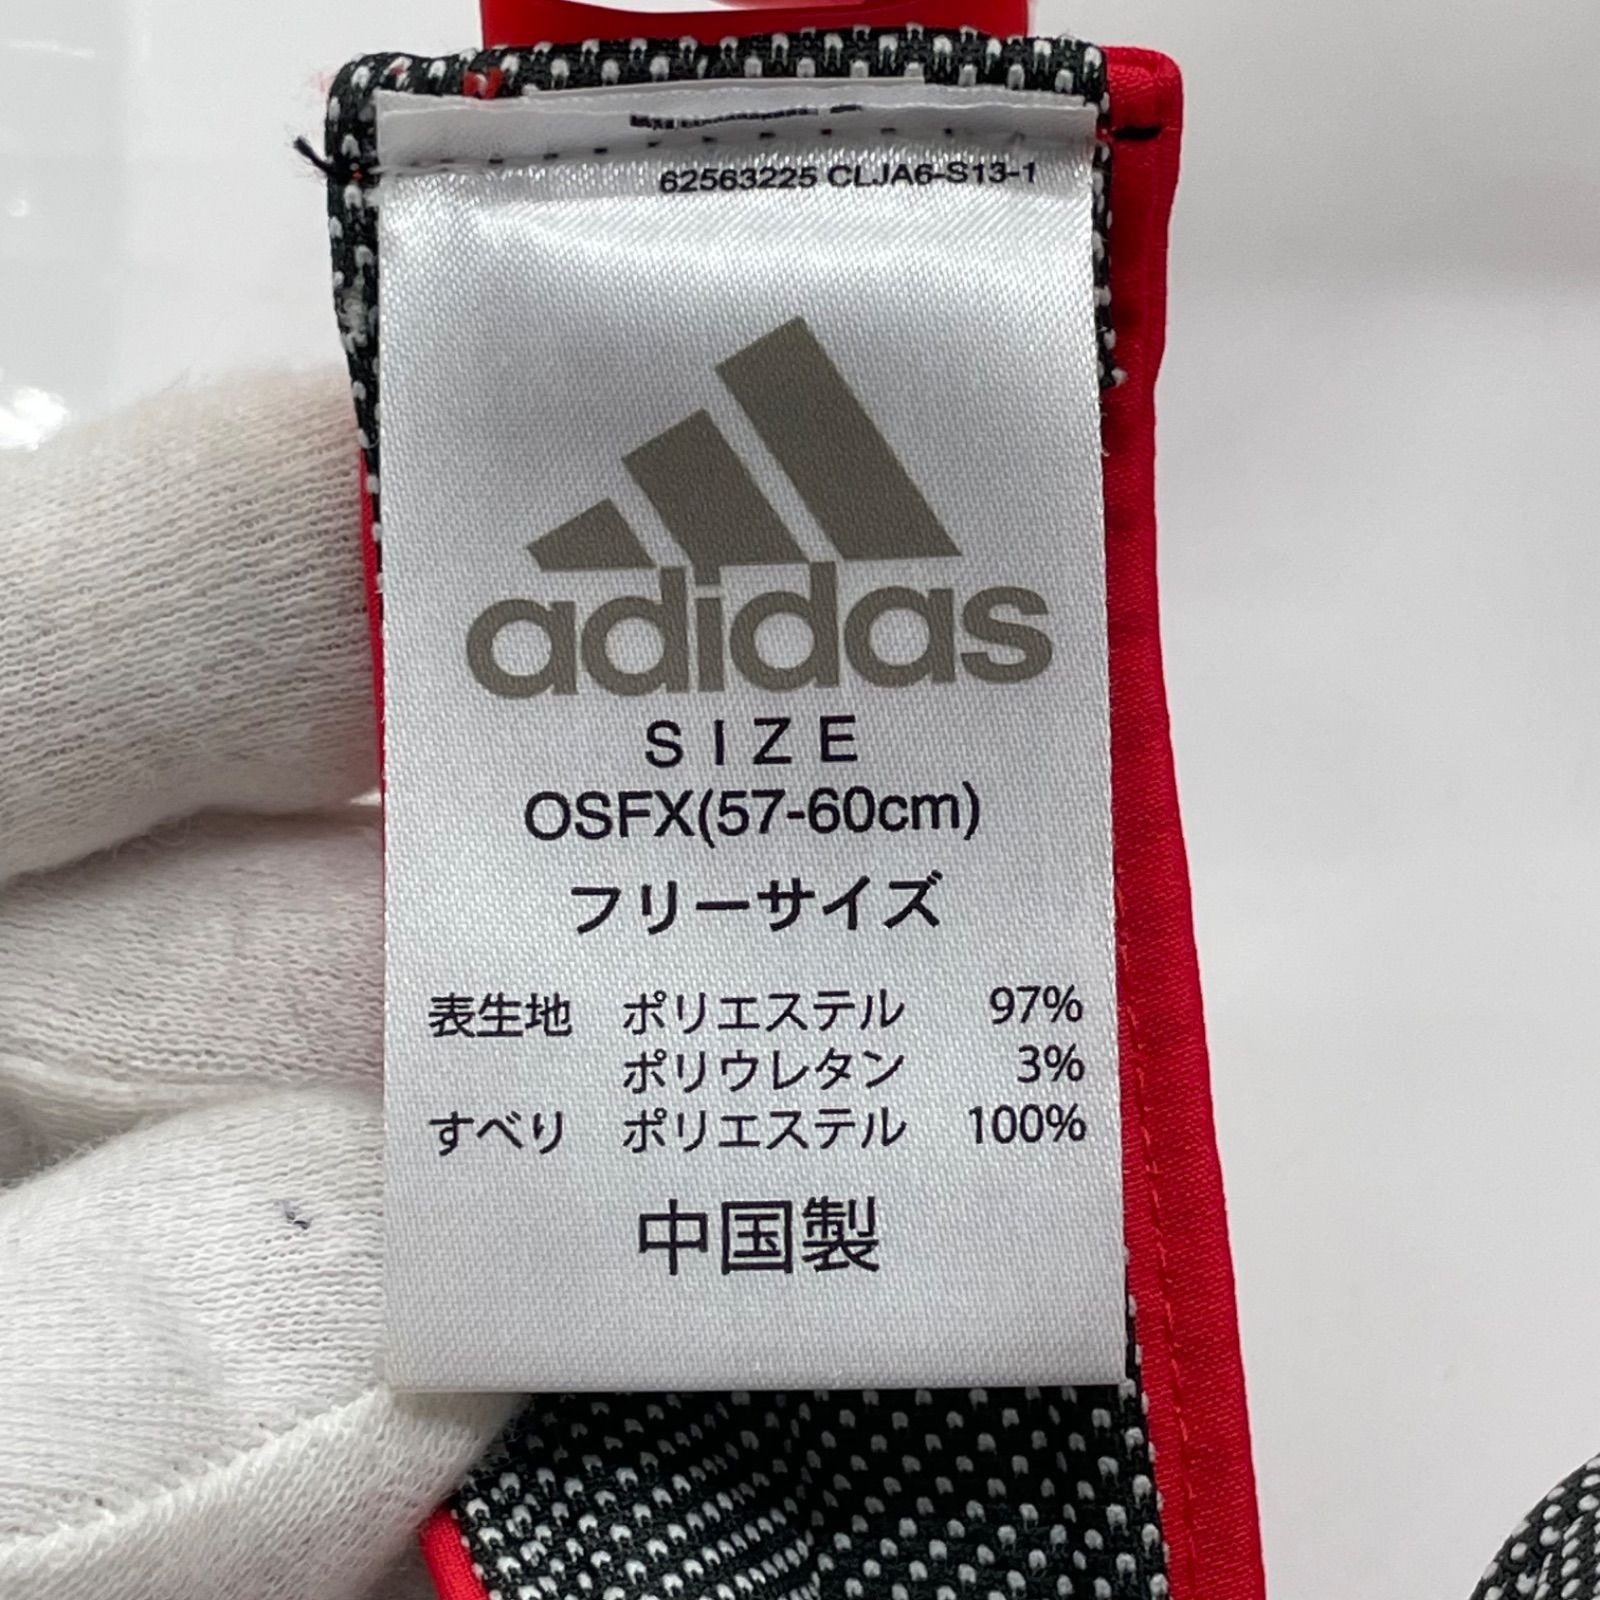 62563225 CLJA6-S13-1
adidas
SIZE
OSFX(57-60cm)
フリーサイズ
表生地 ポリエステル 97%
ポリウレタン 3%
すべり ポリエステル 100%
中国製